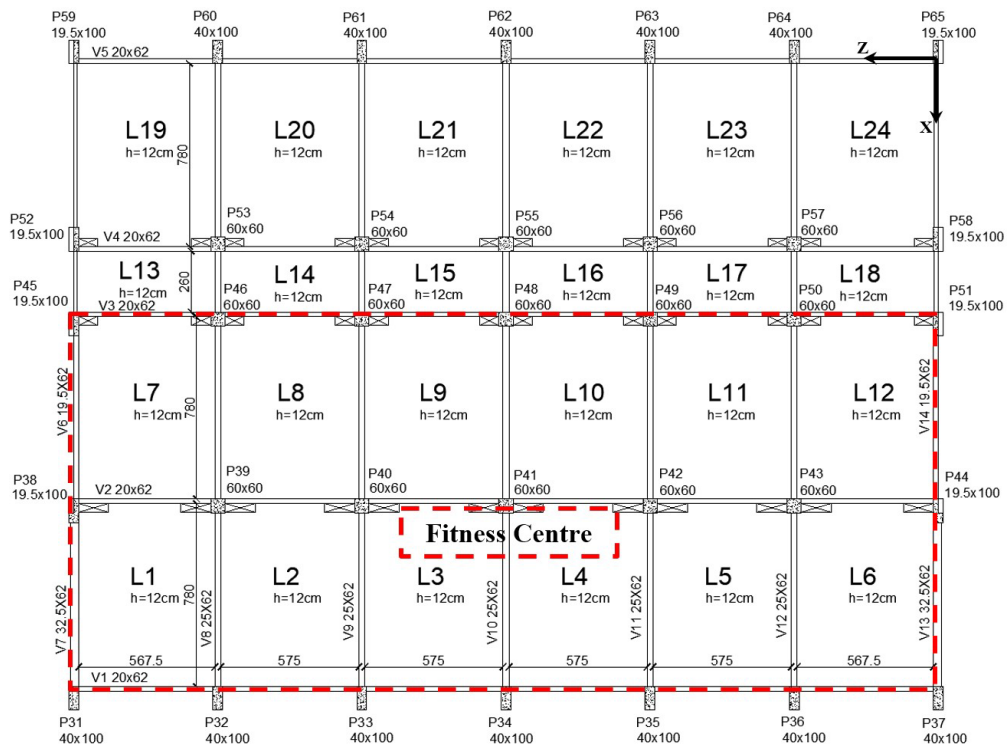 P59
19.5x100
P60
40x100
P61
40x100
P62
40x100
P63
40x100
P64
40x100
P65
19.5x100
V5 20x62
Z
X
L19
h=12cm
L20
h=12cm
L21
h=12cm
L22
h=12cm
L23
h=12cm
L24
h=12cm
780
P52
19.5x100
V4 20x62
P53
60x60
P54
60x60
P55
60x60
P56
60x60
P57
60x60
P58
19.5x100
L13
h=12cm
L14
h=12cm
L15
h=12cm
L16
h=12cm
L17
h=12cm
L18
h=12cm
260
P45
19.5x100
V3 20x62
P46
60x60
P47
60x60
P48
60x60
P49
60x60
P50
60x60
P51
19.5x100
V6 19.5X62
L7
h=12cm
L8
h=12cm
L9
h=12cm
L10
h=12cm
L11
h=12cm
L12
h=12cm
V14 19.5X62
780
P38
19.5x100
V2 20x62
P39
60x60
P40
60x60
P41
60x60
P42
60x60
P43
60x60
P44
19.5x100
Fitness Centre
L1
h=12cm
L2
h=12cm
L3
h=12cm
L4
h=12cm
L5
h=12cm
L6
h=12cm
780
V7 32.5X62
V8 25X62
V9 25X62
V10 25X62
V11 25X62
V12 25X62
V13 32.5X62
567.5
575
575
575
575
567.5
V1 20x62
P31
40x100
P32
40x100
P33
40x100
P34
40x100
P35
40x100
P36
40x100
P37
40x100